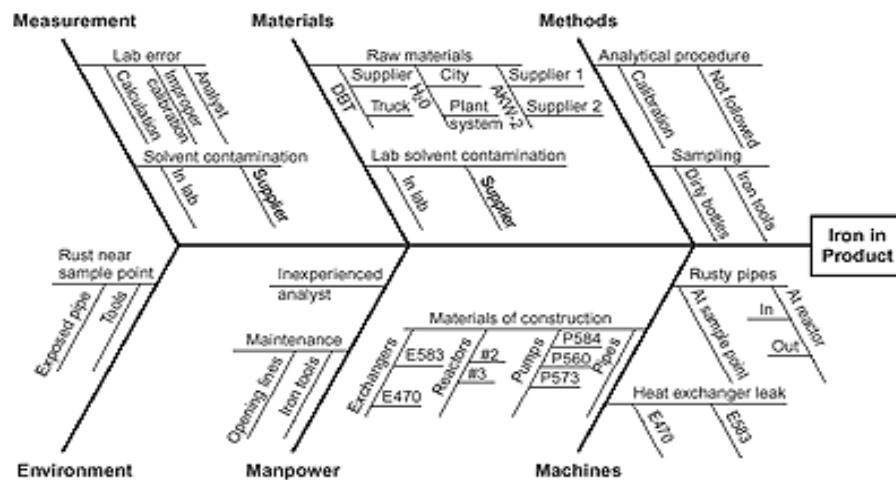 Measurement
Materials
Methods
Lab error
Calculation
Improper
calibration
Analyst
Solvent contamination
In lab
Supplier
Raw materials
DBT
Supplier
Truck
H20
City
Plant
system
AKW-2
Supplier 1
Supplier 2
Lab solvent contamination
In lab
Supplier
Analytical procedure
Calibration
Not followed
Sampling
Dirty bottles
Iron tools
Iron in
Product
Rust near
sample point
Exposed pipe
Tools
Inexperienced
analyst
Maintenance
Opening lines
Iron tools
Materials of construction
Exchangers
E583
E470
Reactors
#2
#3
Pumps
P584
P560
P573
Pipes
Rusty pipes
At sample point
At reactor
In
Out
Heat exchanger leak
E470
E583
Environment
Manpower
Machines